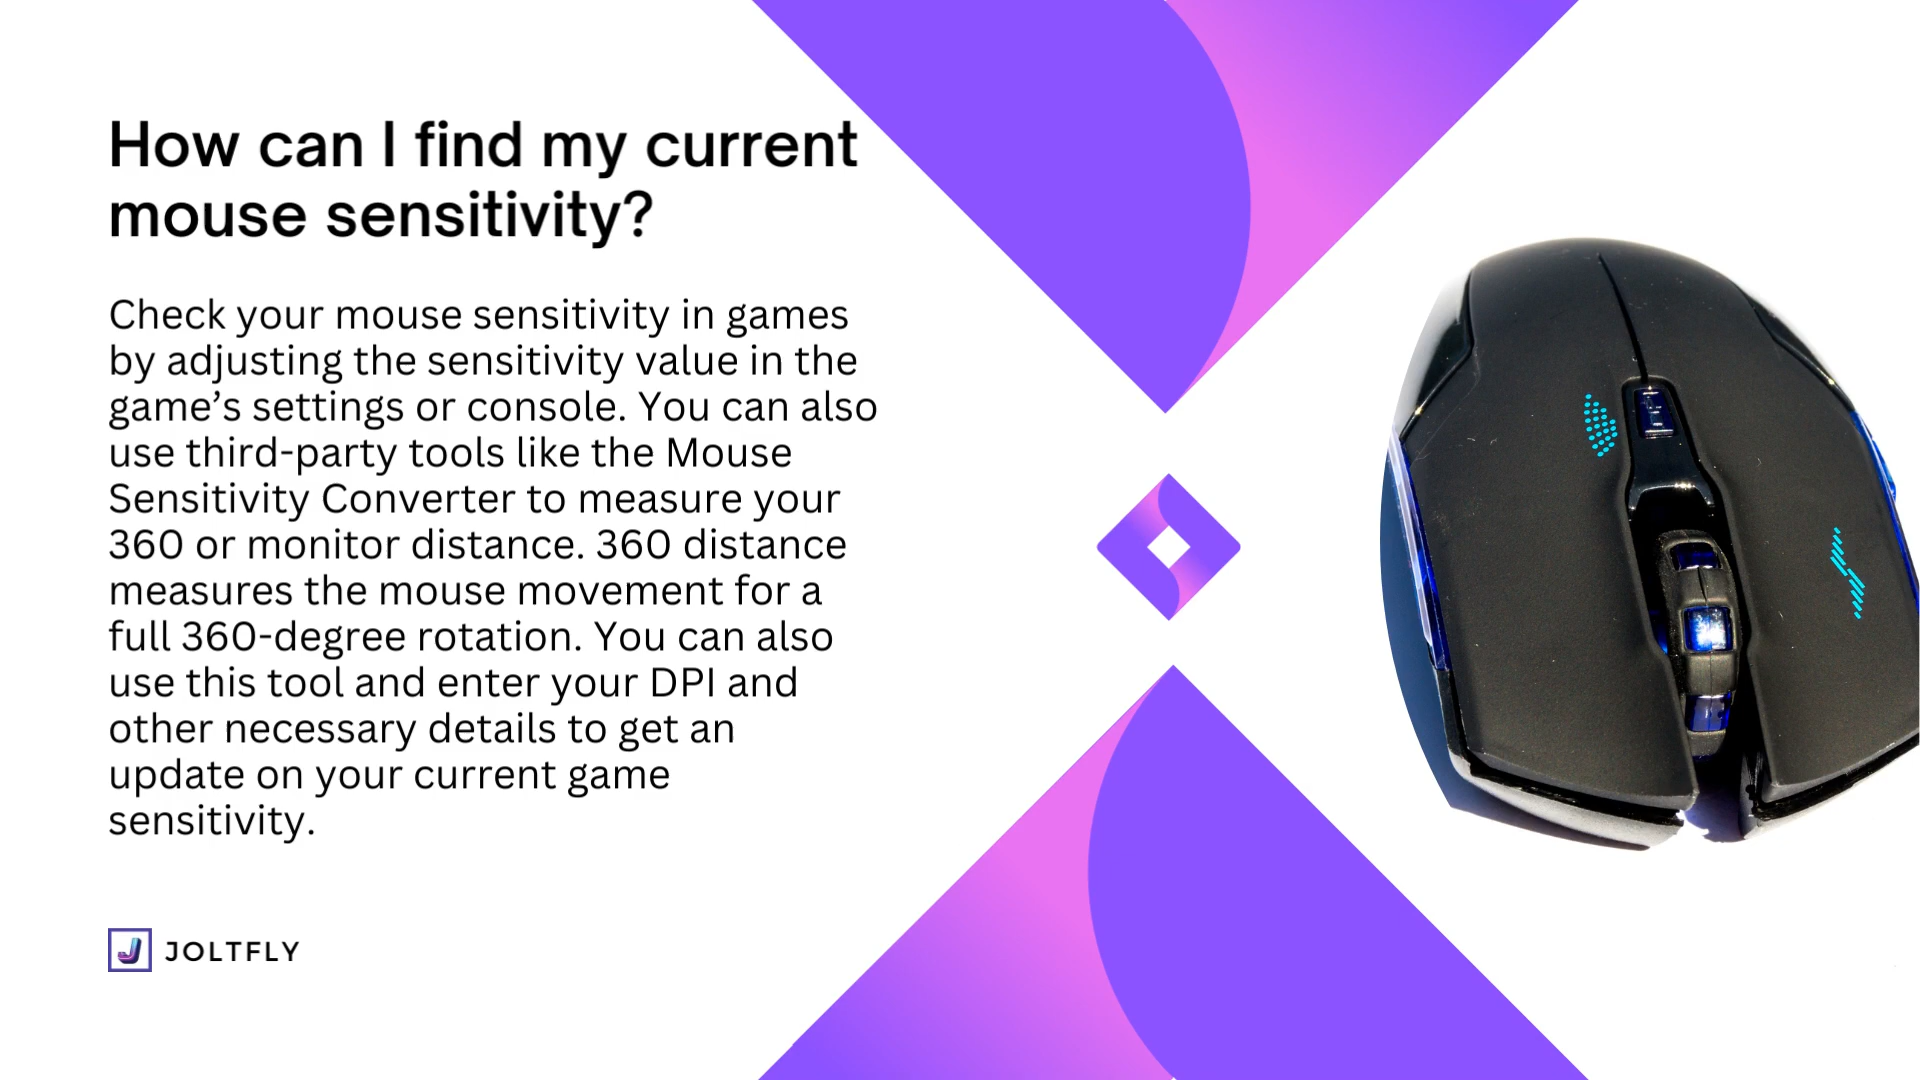 How can I find my current
mouse sensitivity?
Check your mouse sensitivity in games
by adjusting the sensitivity value in the
game’s settings or console. You can also
use third-party tools like the Mouse
Sensitivity Converter to measure your
360 or monitor distance. 360 distance
measures the mouse movement for a
full 360-degree rotation. You can also
use this tool and enter your DPI and
other necessary details to get an
update on your current game
sensitivity.
J JOLTFLY